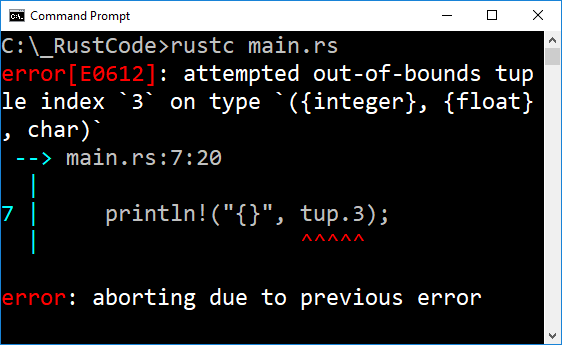 Command Prompt
C:\_RustCode>rustc main.rs
error[E0612]: attempted out-of-bounds tup
le index `3` on type `({integer}, {float}
, char)`
 --> main.rs:7:20
  |
7 |     println!("{}", tup.3);
  |                    ^^^^^
error: aborting due to previous error